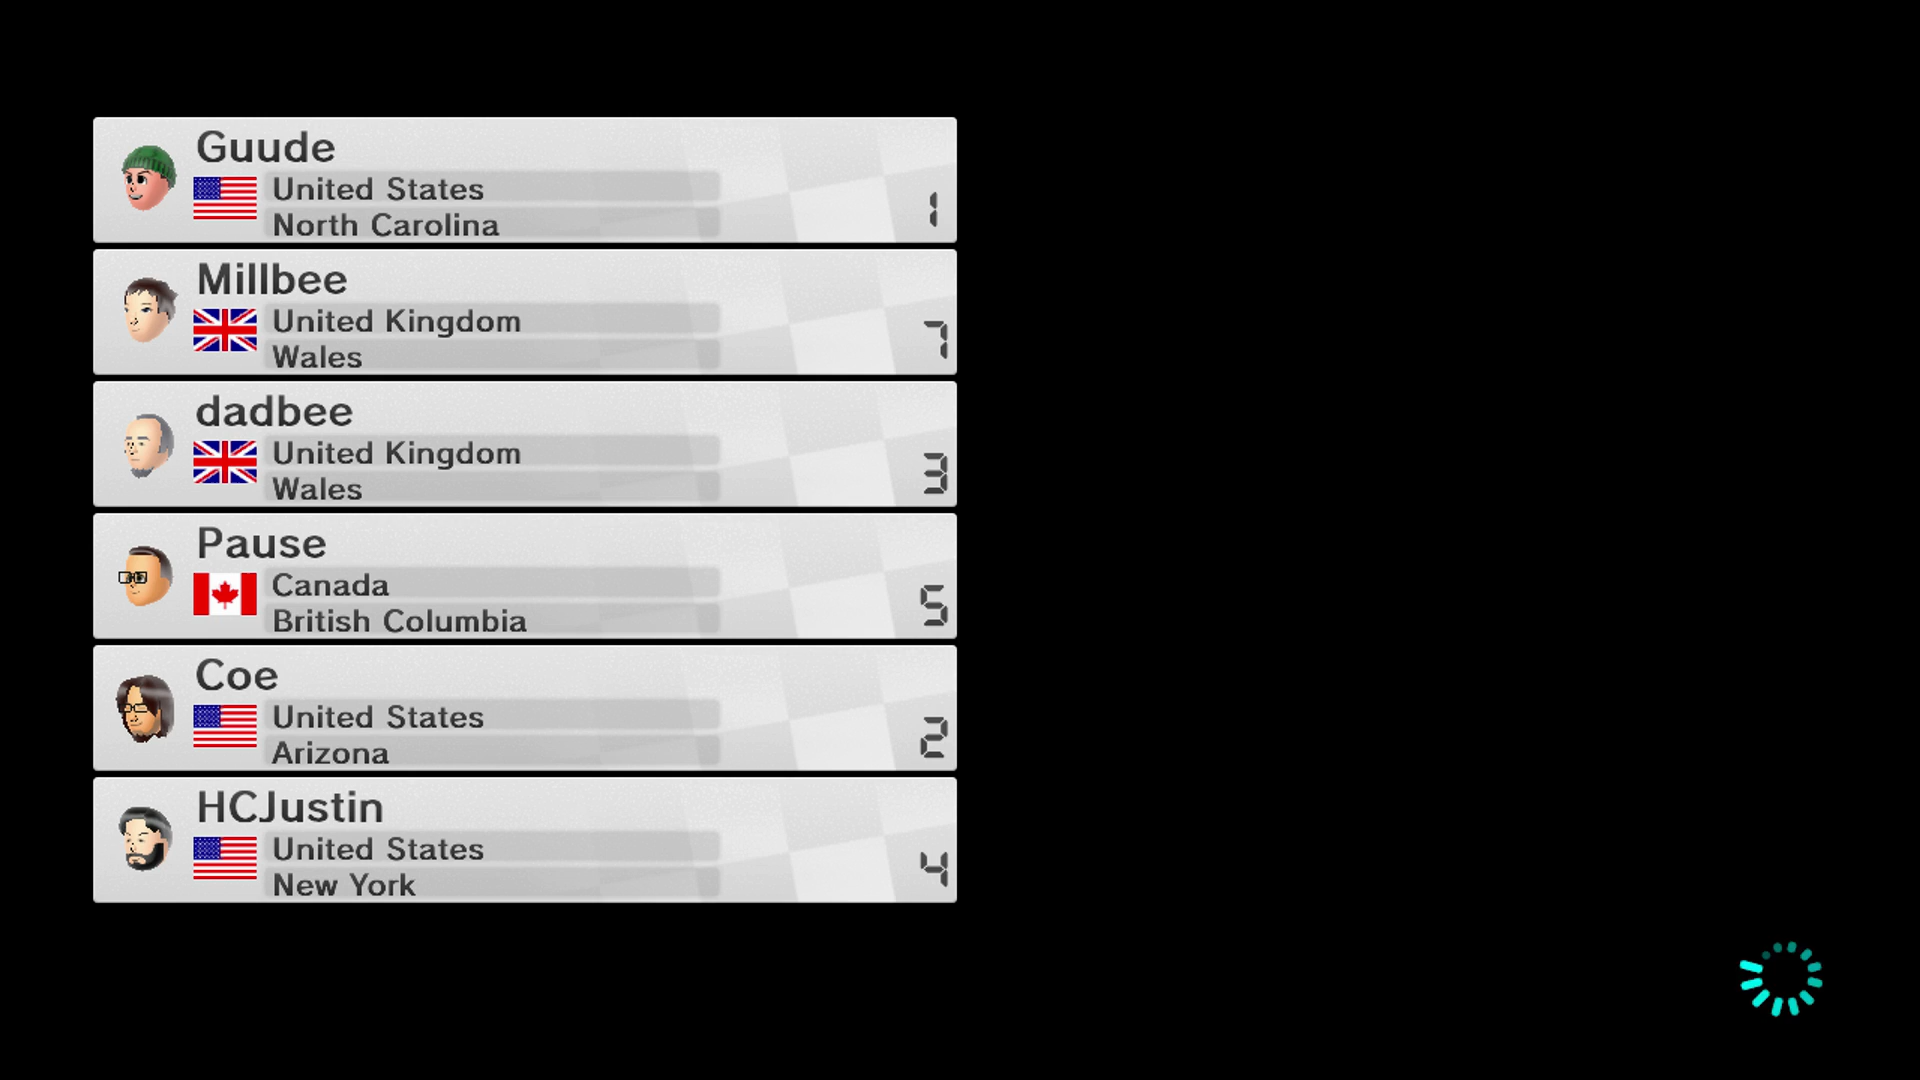 Guude
United States
North Carolina
1
Millbee
United Kingdom
Wales
7
dadbee
United Kingdom
Wales
3
Pause
Canada
British Columbia
5
Coe
United States
Arizona
2
HCJustin
United States
New York
4